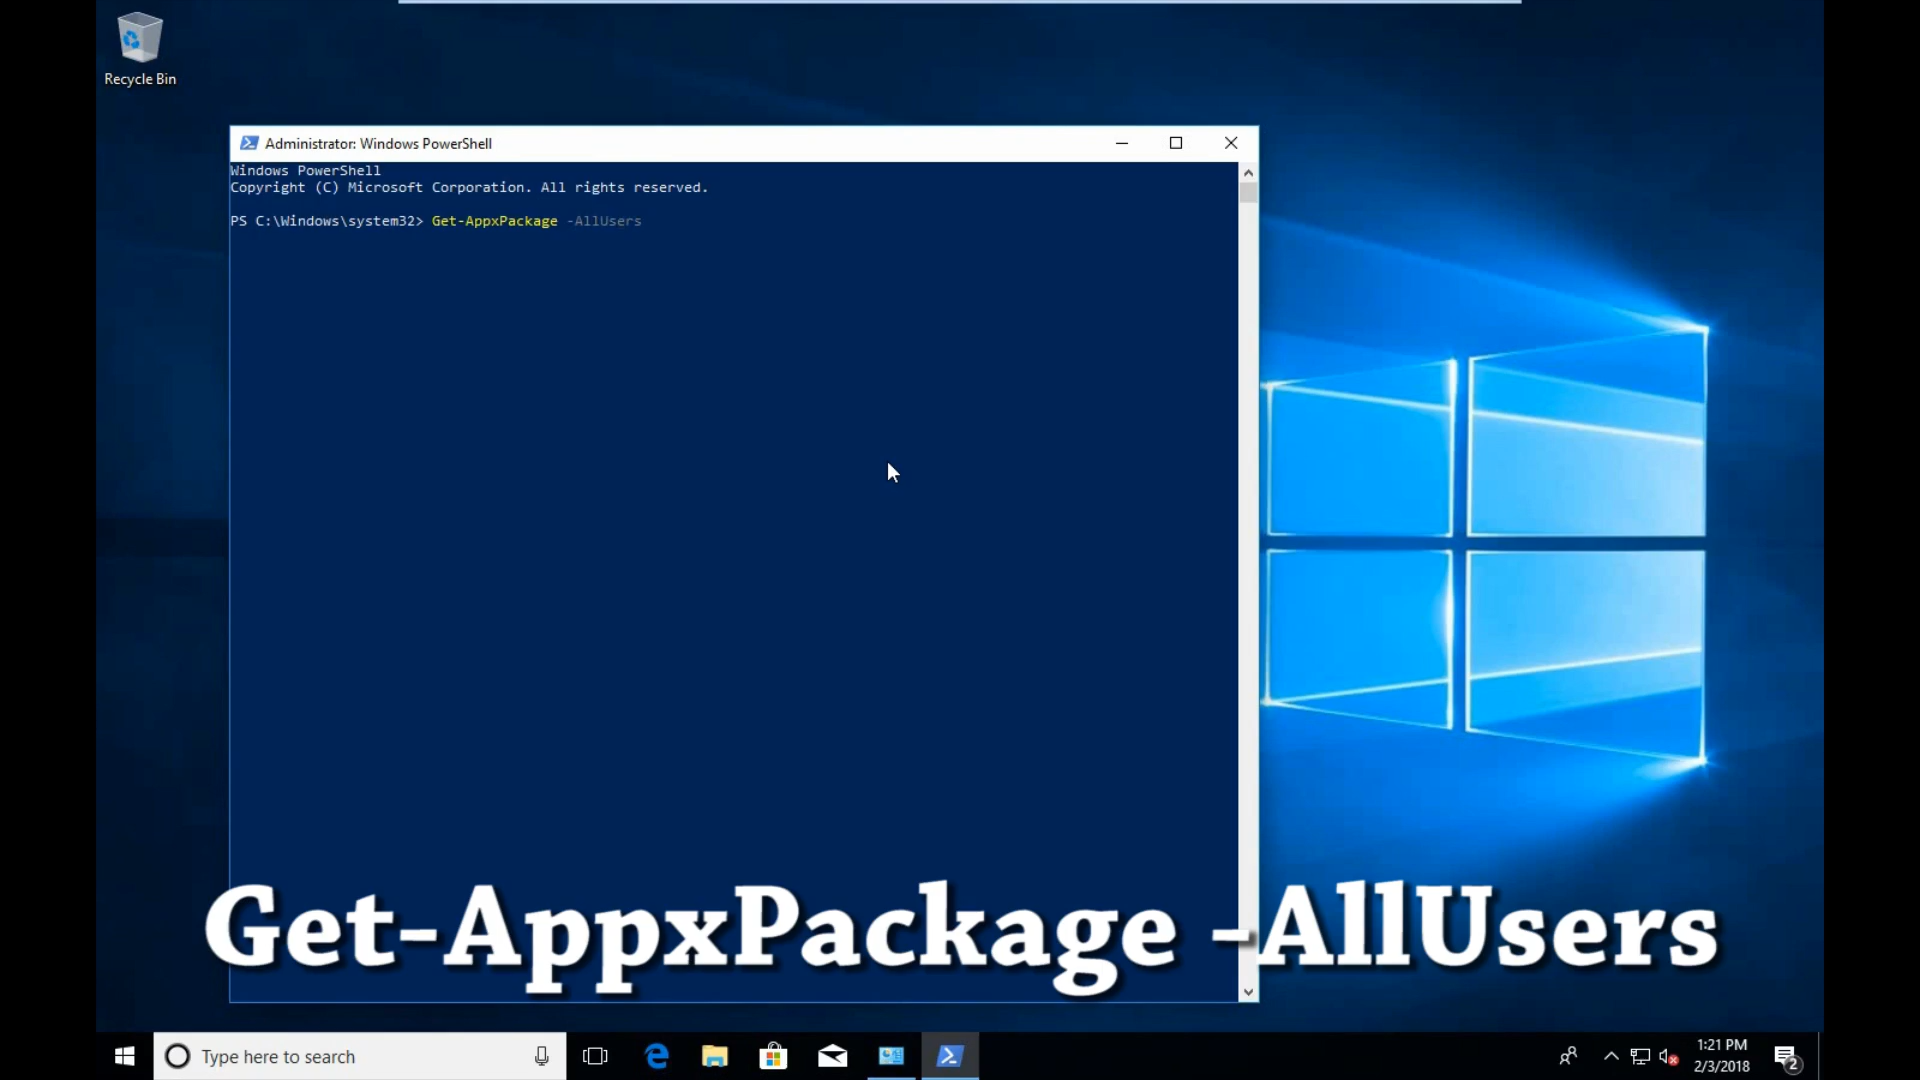 Recycle Bin
Administrator: Windows PowerShell
Windows PowerShell
Copyright (C) Microsoft Corporation. All rights reserved.
PS C:\Windows\system32> Get-AppxPackage -AllUsers
Get-AppxPackage -AllUsers
Type here to search
1:21 PM
2/3/2018
2